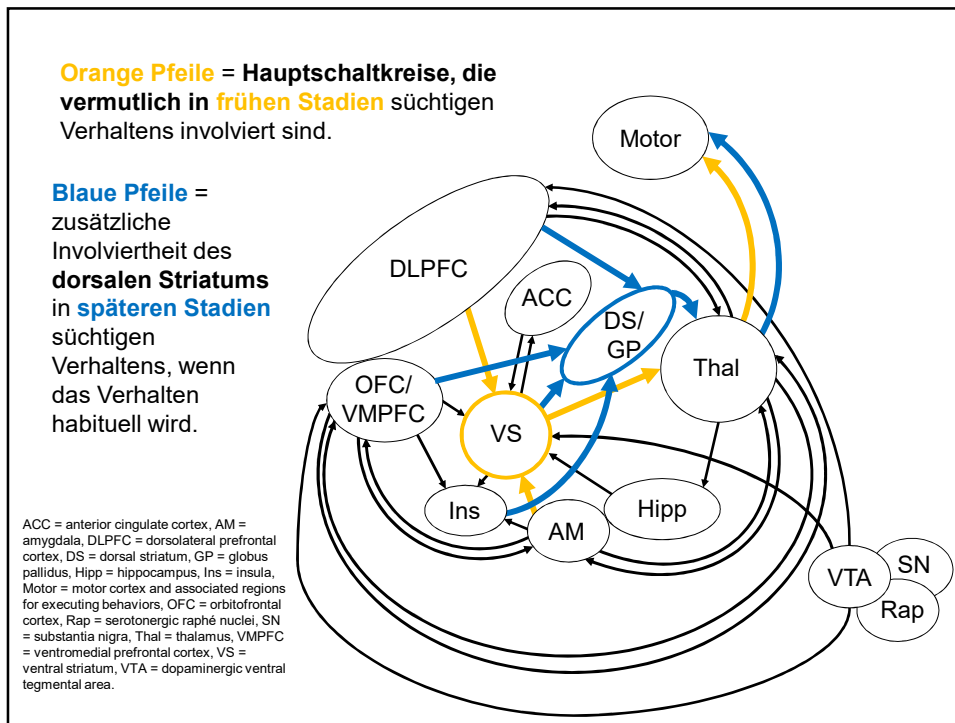 Orange Pfeile = Hauptschaltkreise, die
vermutlich in frühen Stadien süchtigen
Verhaltens involviert sind.
Blaue Pfeile =
zusätzliche
Involviertheit des
dorsalen Striatums
in späteren Stadien
süchtigen
Verhaltens, wenn
das Verhalten
habituell wird.
Motor
DLPFC
ACC
DS/
GP
Thal
OFC/
VMPFC
VS
Ins
AM
Hipp
VTA
SN
Rap
ACC = anterior cingulate cortex, AM =
amygdala, DLPFC = dorsolateral prefrontal
cortex, DS = dorsal striatum, GP = globus
pallidus, Hipp = hippocampus, Ins = insula,
Motor = motor cortex and associated regions
for executing behaviors, OFC = orbitofrontal
cortex, Rap = serotonergic raphé nuclei, SN
= substantia nigra, Thal = thalamus, VMPFC
= ventromedial prefrontal cortex, VS =
ventral striatum, VTA = dopaminergic ventral
tegmental area.